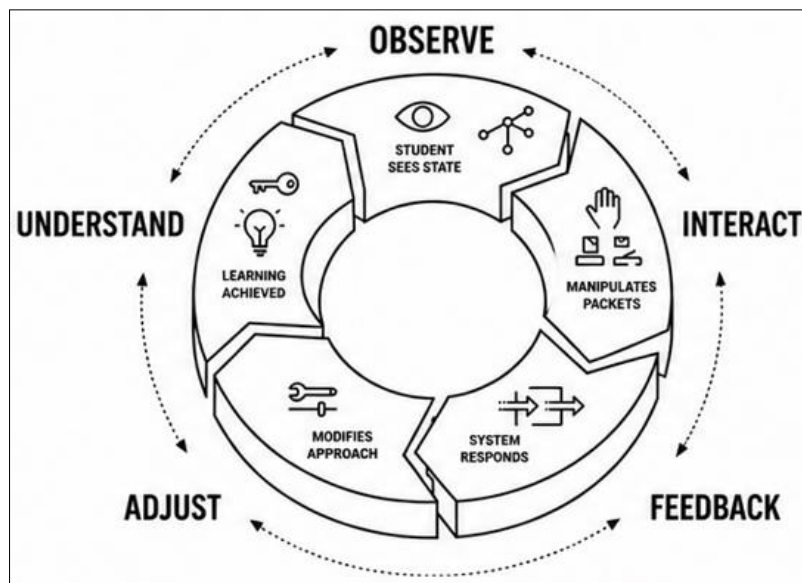 OBSERVE
STUDENT
SEES STATE
INTERACT
MANIPULATES
PACKETS
FEEDBACK
SYSTEM
RESPONDS
ADJUST
MODIFIES
APPROACH
UNDERSTAND
LEARNING
ACHIEVED